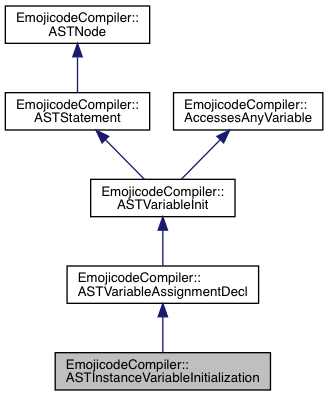 EmojicodeCompiler::
ASTNode
EmojicodeCompiler::
ASTStatement
EmojicodeCompiler::
AccessesAnyVariable
EmojicodeCompiler::
ASTVariableInit
EmojicodeCompiler::
ASTVariableAssignmentDecl
EmojicodeCompiler::
ASTInstanceVariableInitialization